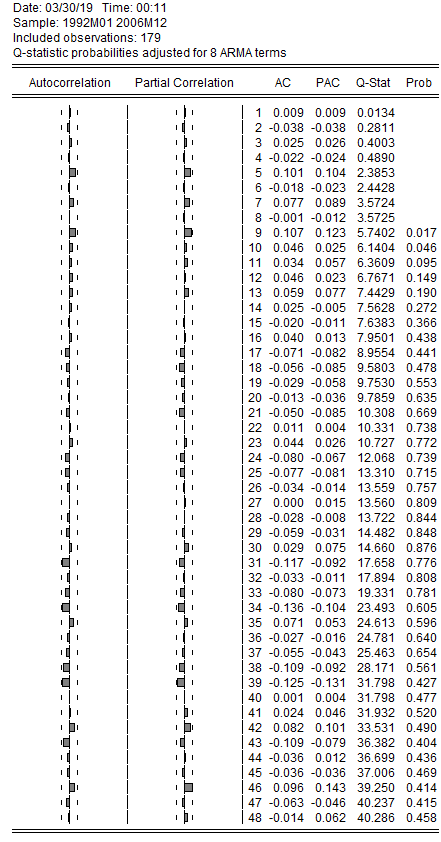 Date: 03/30/19 Time: 00:11
Sample: 1992M01 2006M12
Included observations: 179
Q-statistic probabilities adjusted for 8 ARMA terms
Autocorrelation Partial Correlation AC PAC Q-Stat Prob
1 0.009 0.009 0.0134
2 -0.038 -0.038 0.2811
3 0.025 0.026 0.4003
4 -0.022 -0.024 0.4890
5 0.101 0.104 2.3853
6 -0.018 -0.023 2.4428
7 0.077 0.089 3.5724
8 -0.001 -0.012 3.5725
9 0.107 0.123 5.7402 0.017
10 0.046 0.025 6.1404 0.046
11 0.034 0.057 6.3609 0.095
12 0.046 0.023 6.7671 0.149
13 0.059 0.077 7.4429 0.190
14 0.025 -0.005 7.5628 0.272
15 -0.020 -0.011 7.6383 0.366
16 0.040 0.013 7.9501 0.438
17 -0.071 -0.082 8.9554 0.441
18 -0.056 -0.085 9.5803 0.478
19 -0.029 -0.058 9.7530 0.553
20 -0.013 -0.036 9.7859 0.635
21 -0.050 -0.085 10.308 0.669
22 0.011 0.004 10.331 0.738
23 0.044 0.026 10.727 0.772
24 -0.080 -0.067 12.068 0.739
25 -0.077 -0.081 13.310 0.715
26 -0.034 -0.014 13.559 0.757
27 0.000 0.015 13.560 0.809
28 -0.028 -0.008 13.722 0.844
29 -0.059 -0.031 14.482 0.848
30 0.029 0.075 14.660 0.876
31 -0.117 -0.092 17.658 0.776
32 -0.033 -0.011 17.894 0.808
33 -0.080 -0.073 19.331 0.781
34 -0.136 -0.104 23.493 0.605
35 0.071 0.053 24.613 0.596
36 -0.027 -0.016 24.781 0.640
37 -0.055 -0.043 25.463 0.654
38 -0.109 -0.092 28.171 0.561
39 -0.125 -0.131 31.798 0.427
40 0.001 0.004 31.798 0.477
41 0.024 0.046 31.932 0.520
42 0.082 0.101 33.531 0.490
43 -0.109 -0.079 36.382 0.404
44 -0.036 0.012 36.699 0.436
45 -0.036 -0.036 37.006 0.469
46 0.096 0.143 39.250 0.414
47 -0.063 -0.046 40.237 0.415
48 -0.014 0.062 40.286 0.458